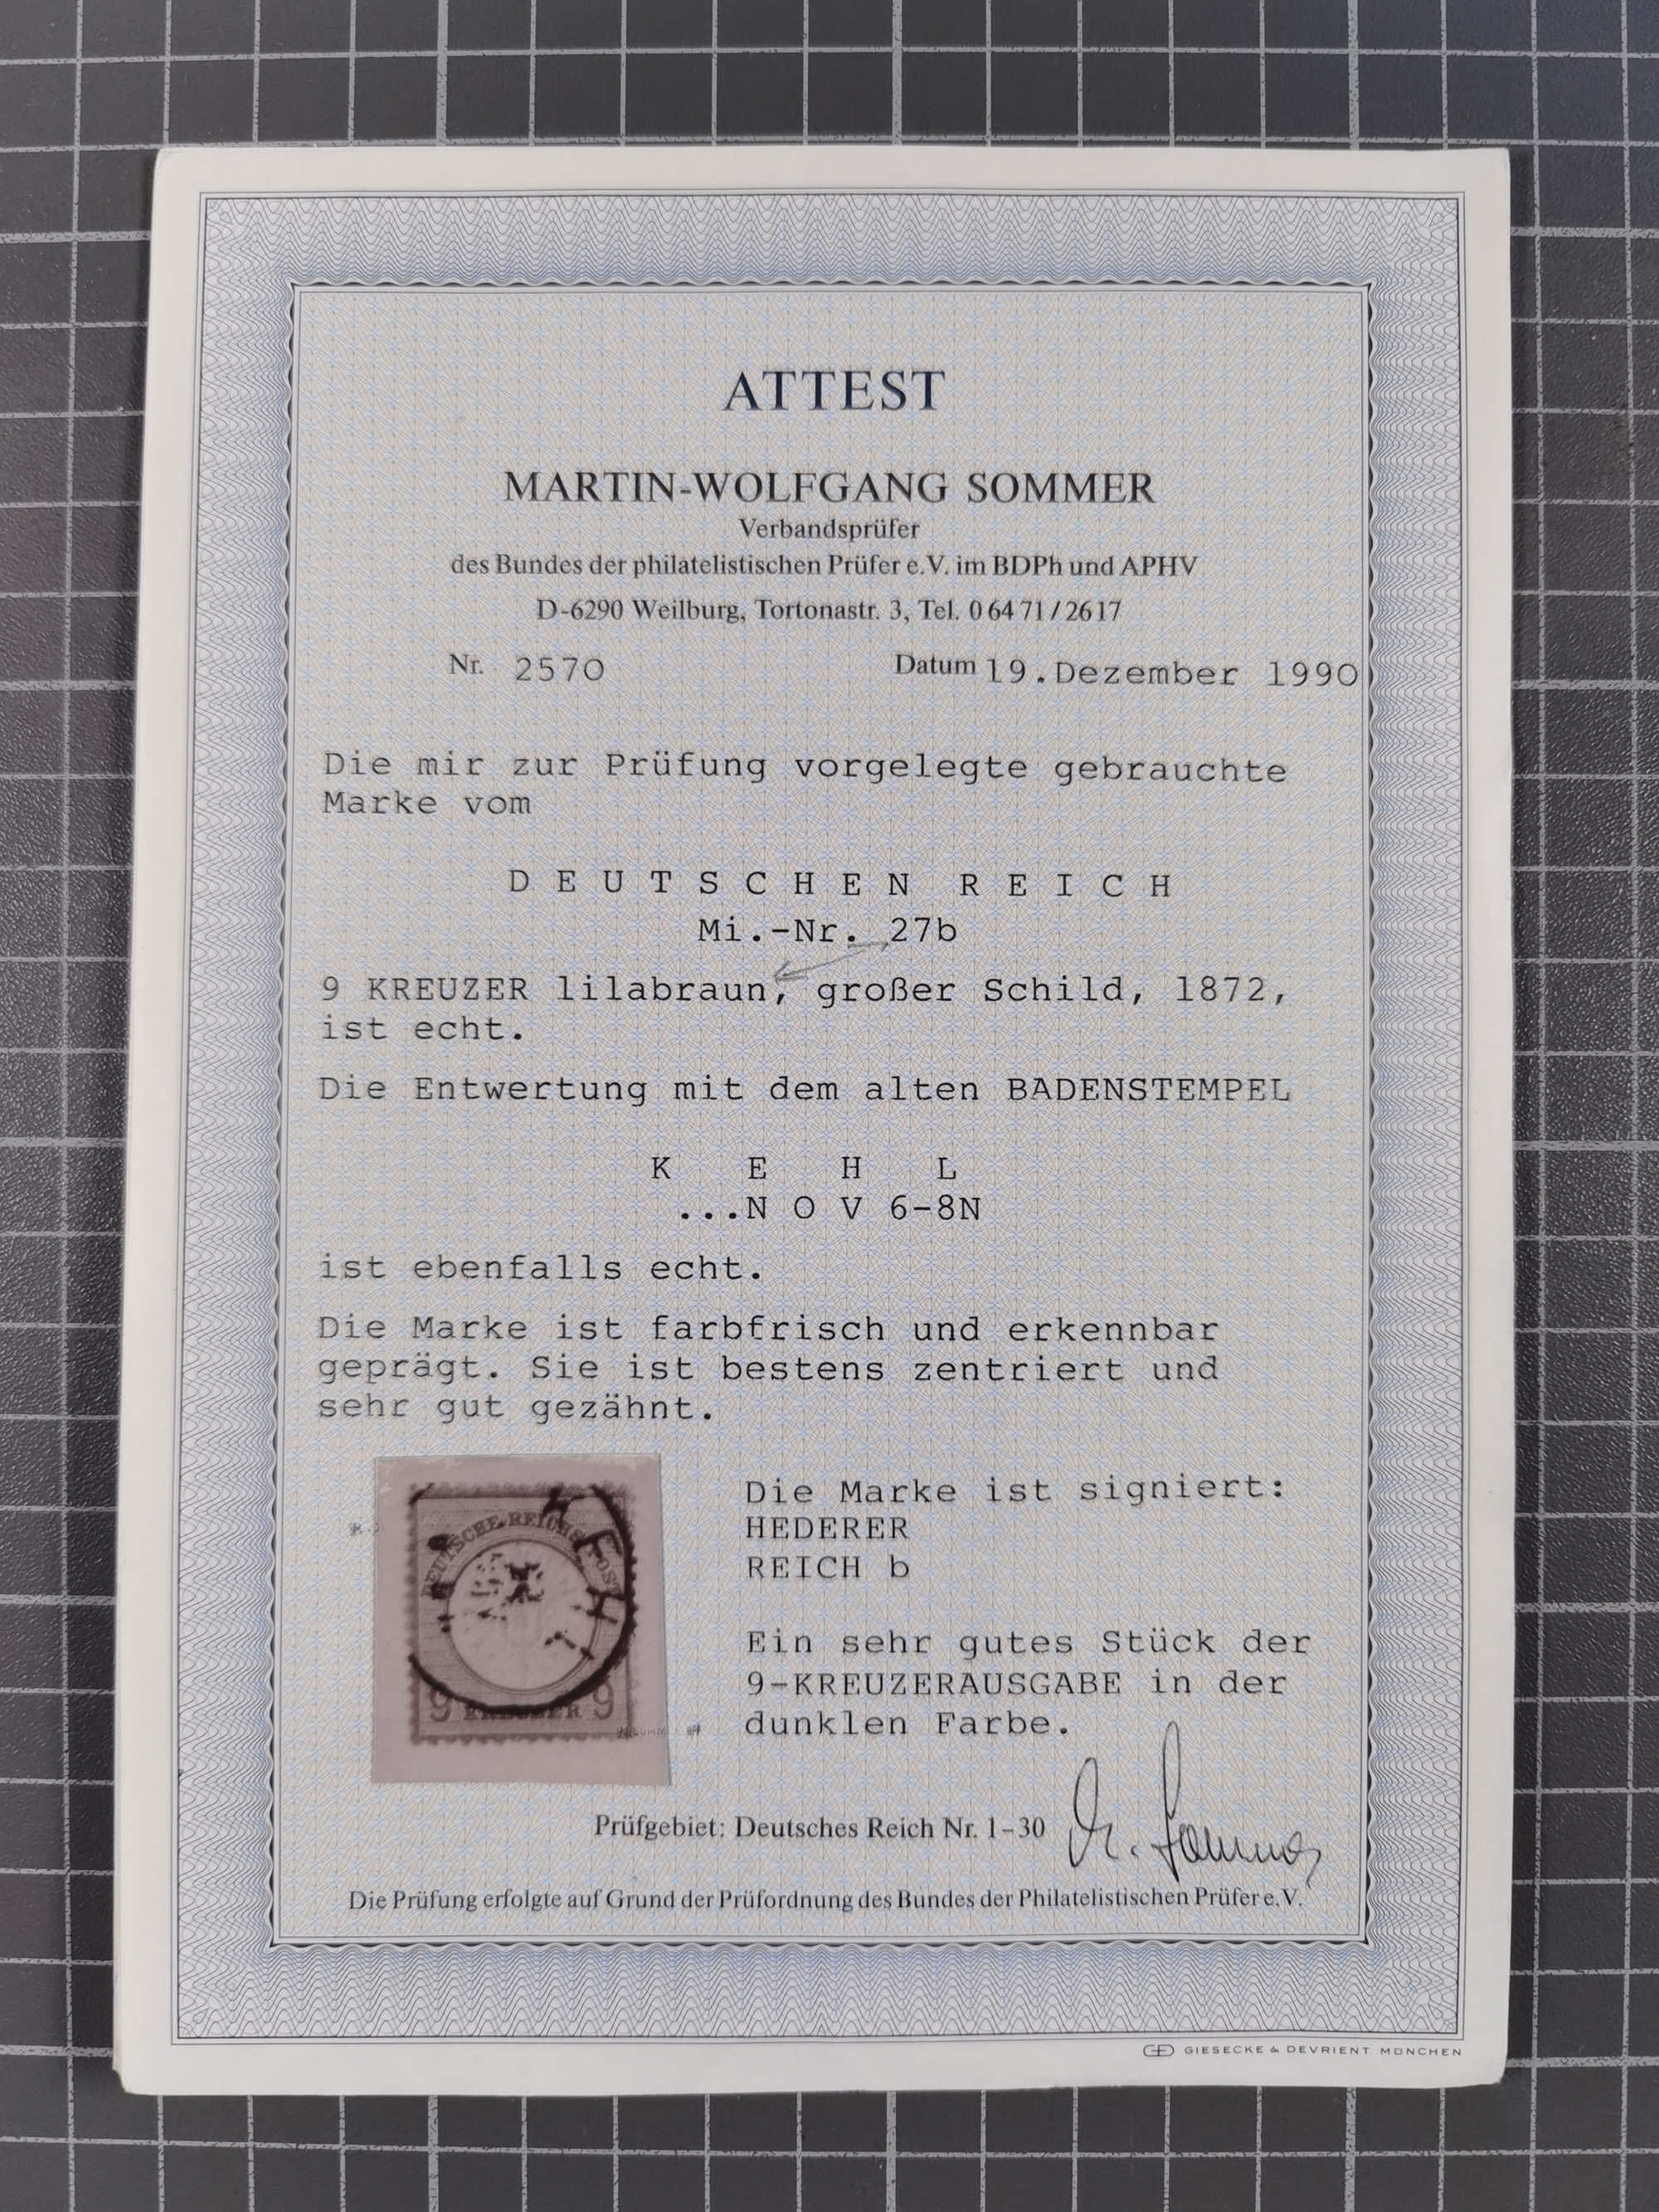 ATTEST
MARTIN-WOLFGANG SOMMER
Verbandsprüfer
des Bundes der philatelistischen Prüfer e.V. im BDPh und APHV
D-6290 Weilburg, Tortonastr. 3, Tel. 06471/2617
Nr. 2570 Datum 19.Dezember 1990
Die mir zur Prüfung vorgelegte gebrauchte
Marke vom
D E U T S C H E N R E I C H
Mi.-Nr. 27b
9 KREUZER lilabraun, großer Schild, 1872,
ist echt.
Die Entwertung mit dem alten BADENSTEMPEL
K E H L
...N O V 6-8N
ist ebenfalls echt.
Die Marke ist farbfrisch und erkennbar
geprägt. Sie ist bestens zentriert und
sehr gut gezähnt.
DEUTSCHE REICHS POST
KEH
9 KREUZER 9
Die Marke ist signiert:
HEDERER
REICH b
Ein sehr gutes Stück der
9-KREUZERAUSGABE in der
dunklen Farbe.
Prüfgebiet: Deutsches Reich Nr. 1-30
Die Prüfung erfolgte auf Grund der Prüfordnung des Bundes der Philatelistischen Prüfer e.V.
GIESECKE & DEVRIENT MÜNCHEN